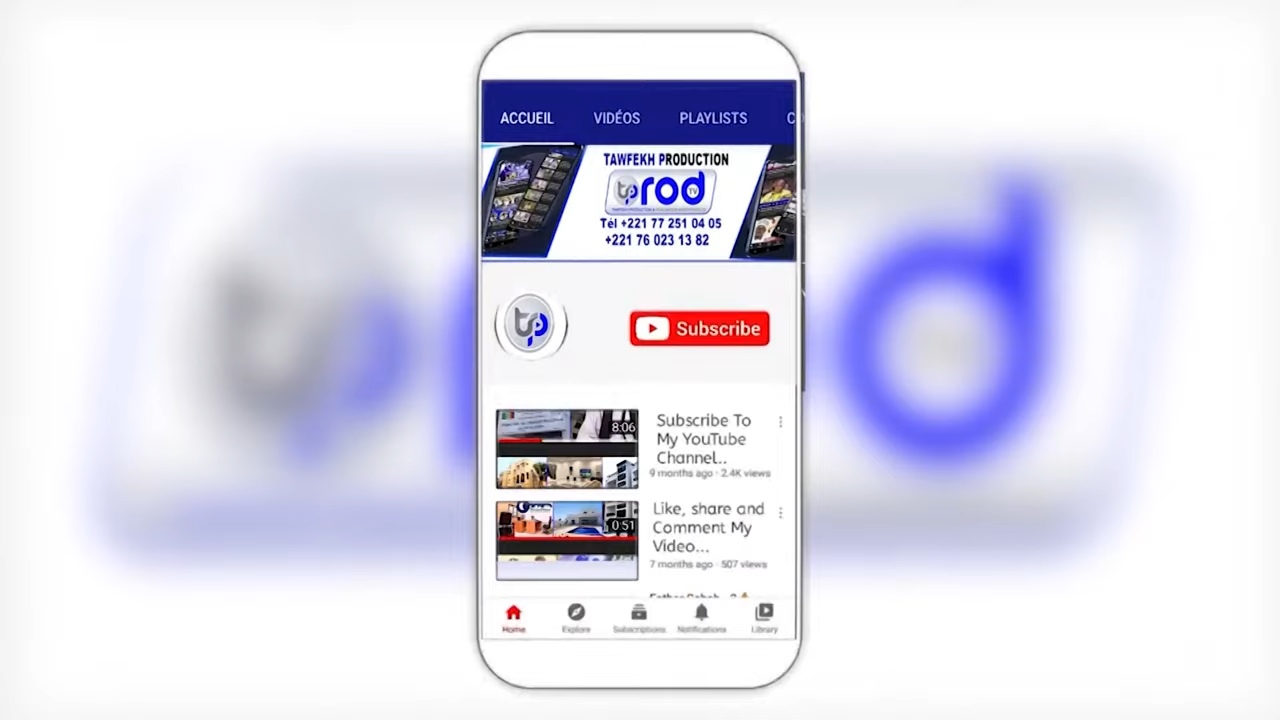 ACCUEIL VIDÉOS PLAYLISTS
TAWFEKH PRODUCTION
tprod TV
Tél +221 77 251 04 05
+221 76 023 13 82
tp
Subscribe
8:06
Subscribe To
My YouTube
Channel..
9 months ago · 2.4K views
0:51
Like, share and
Comment My
Video...
7 months ago · 507 views
Home Explore Subscriptions Notifications Library